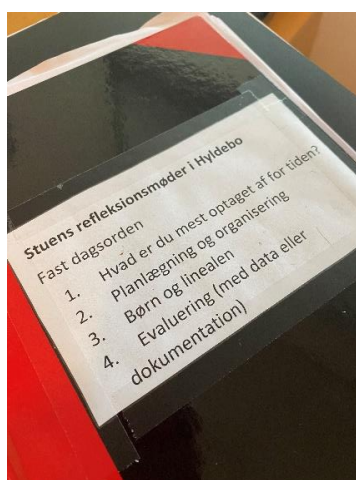 Stuens refleksionsmøder i Hyldebo
Fast dagsorden
1. Hvad er du mest optaget af for tiden?
2. Planlægning og organisering
3. Børn og linealen
4. Evaluering (med data eller
dokumentation)